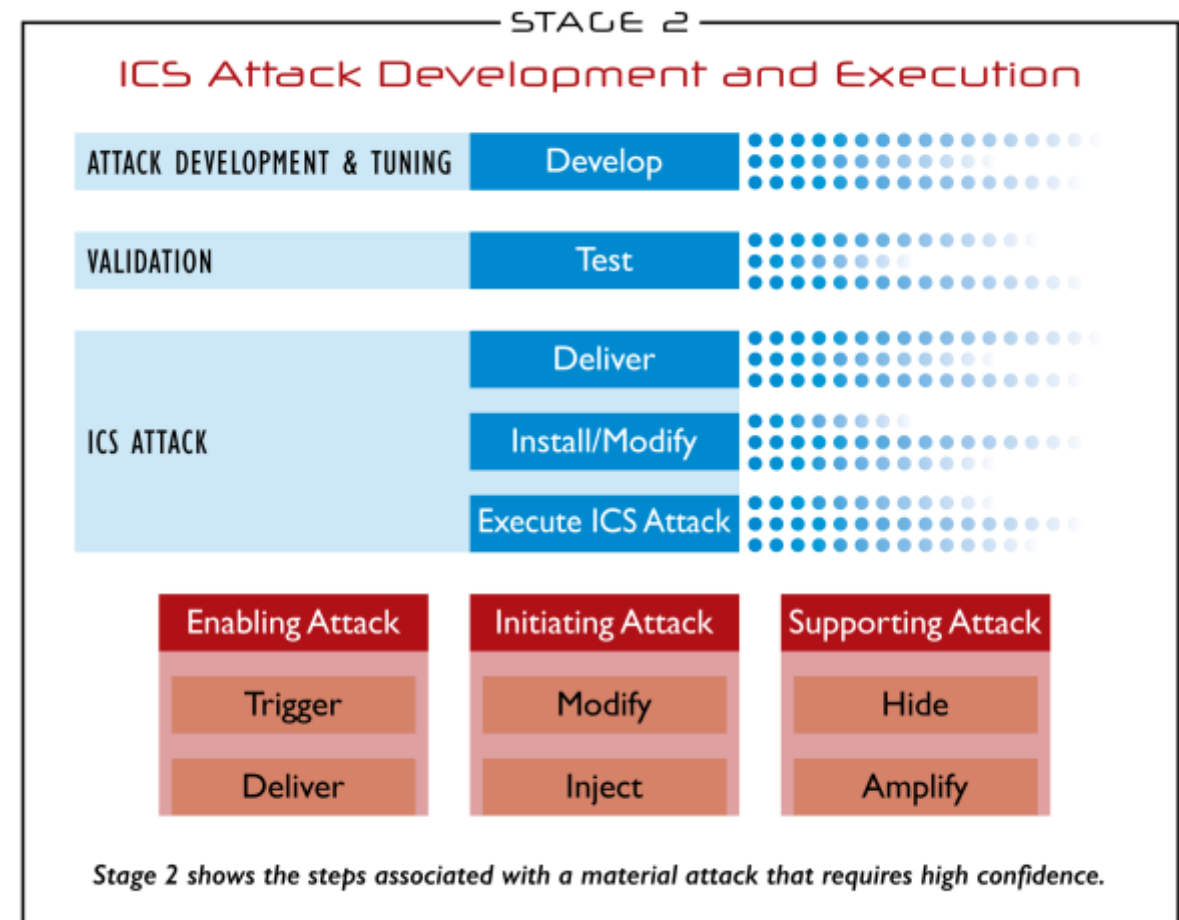 STAGE 2
ICS Attack Development and Execution
ATTACK DEVELOPMENT & TUNING
Develop
VALIDATION
Test
Deliver
ICS ATTACK
Install/Modify
Execute ICS Attack
Enabling Attack
Initiating Attack
Supporting Attack
Trigger
Modify
Hide
Deliver
Inject
Amplify
Stage 2 shows the steps associated with a material attack that requires high confidence.